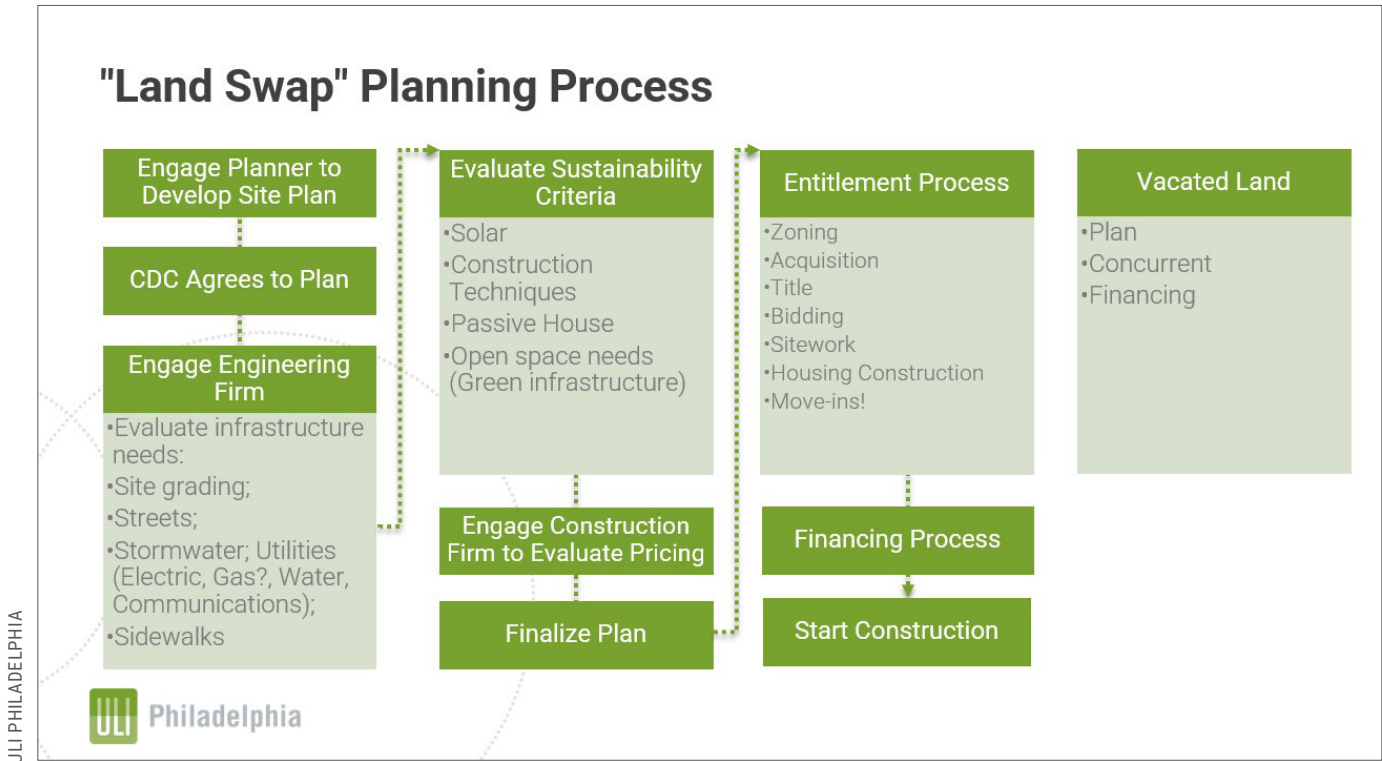 "Land Swap" Planning Process
Engage Planner to
Develop Site Plan
CDC Agrees to Plan
Engage Engineering
Firm
•Evaluate infrastructure
needs:
•Site grading;
•Streets;
•Stormwater; Utilities
(Electric, Gas?, Water,
Communications);
•Sidewalks
Evaluate Sustainability
Criteria
•Solar
•Construction
Techniques
•Passive House
•Open space needs
(Green infrastructure)
Engage Construction
Firm to Evaluate Pricing
Finalize Plan
Entitlement Process
•Zoning
•Acquisition
•Title
•Bidding
•Sitework
•Housing Construction
•Move-ins!
Financing Process
Start Construction
Vacated Land
•Plan
•Concurrent
•Financing
ULI Philadelphia
ULI PHILADELPHIA